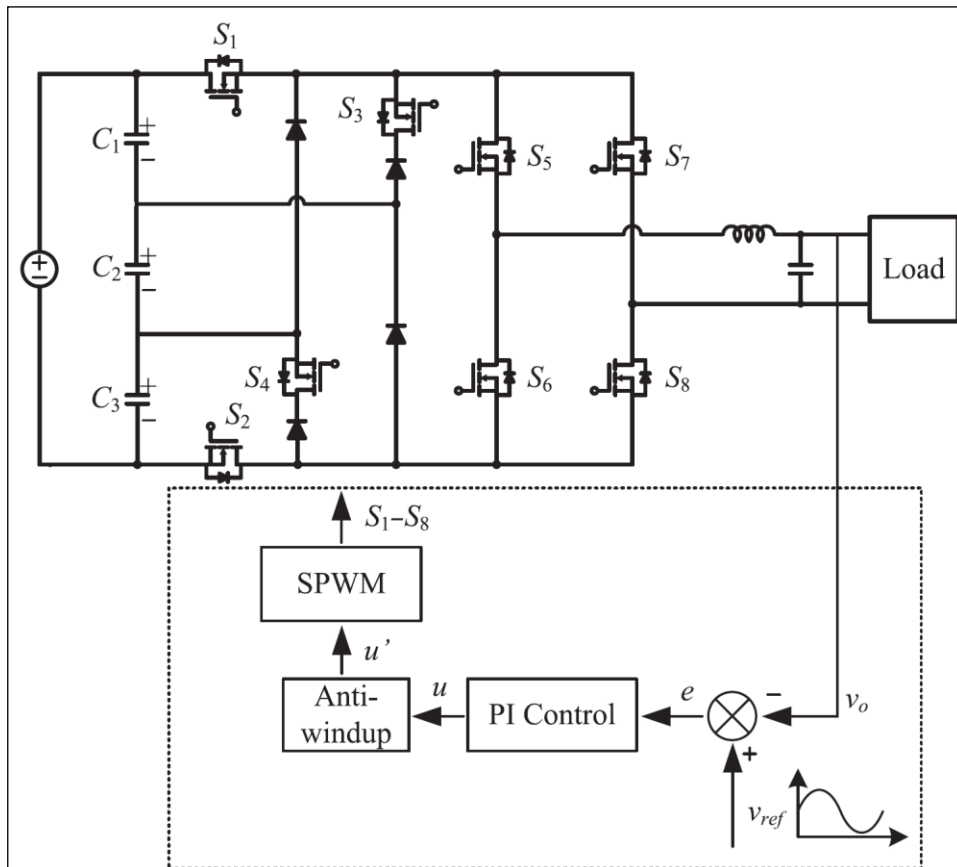 S1
S3
C1
S5
S7
C2
Load
S4
S6
S8
C3
S2
S1–S8
SPWM
u’
Anti-
windup
u
PI Control
e
−
vo
+
vref